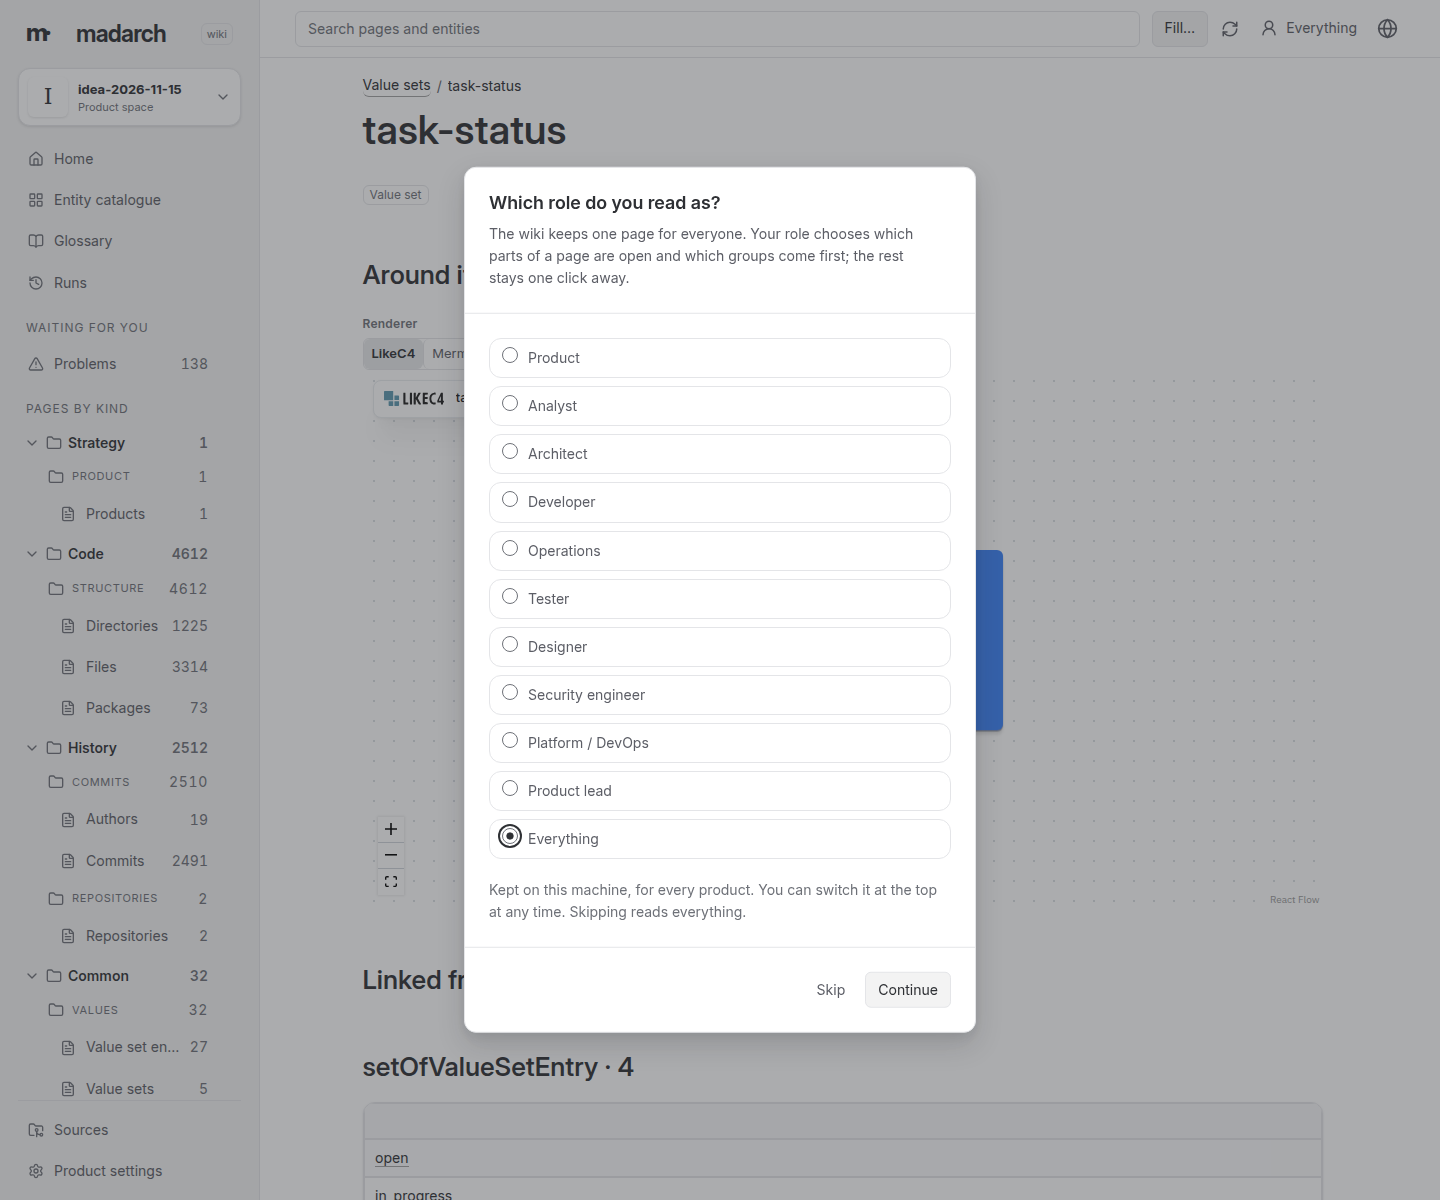 madarch
wiki
Search pages and entities
Fill...
Everything
I
idea-2026-11-15
Product space
Home
Entity catalogue
Glossary
Runs
WAITING FOR YOU
Problems 138
PAGES BY KIND
Strategy 1
PRODUCT 1
Products 1
Code 4612
STRUCTURE 4612
Directories 1225
Files 3314
Packages 73
History 2512
COMMITS 2510
Authors 19
Commits 2491
REPOSITORIES 2
Repositories 2
Common 32
VALUES 32
Value set en... 27
Value sets 5
Sources
Product settings
Value sets / task-status
task-status
Value set
Around i
Renderer
LikeC4 Merm
LIKEC4 ta
Which role do you read as?
The wiki keeps one page for everyone. Your role chooses which
parts of a page are open and which groups come first; the rest
stays one click away.
Product
Analyst
Architect
Developer
Operations
Tester
Designer
Security engineer
Platform / DevOps
Product lead
Everything
Kept on this machine, for every product. You can switch it at the top
at any time. Skipping reads everything.
Skip
Continue
React Flow
Linked fr
setOfValueSetEntry · 4
open
in_progress